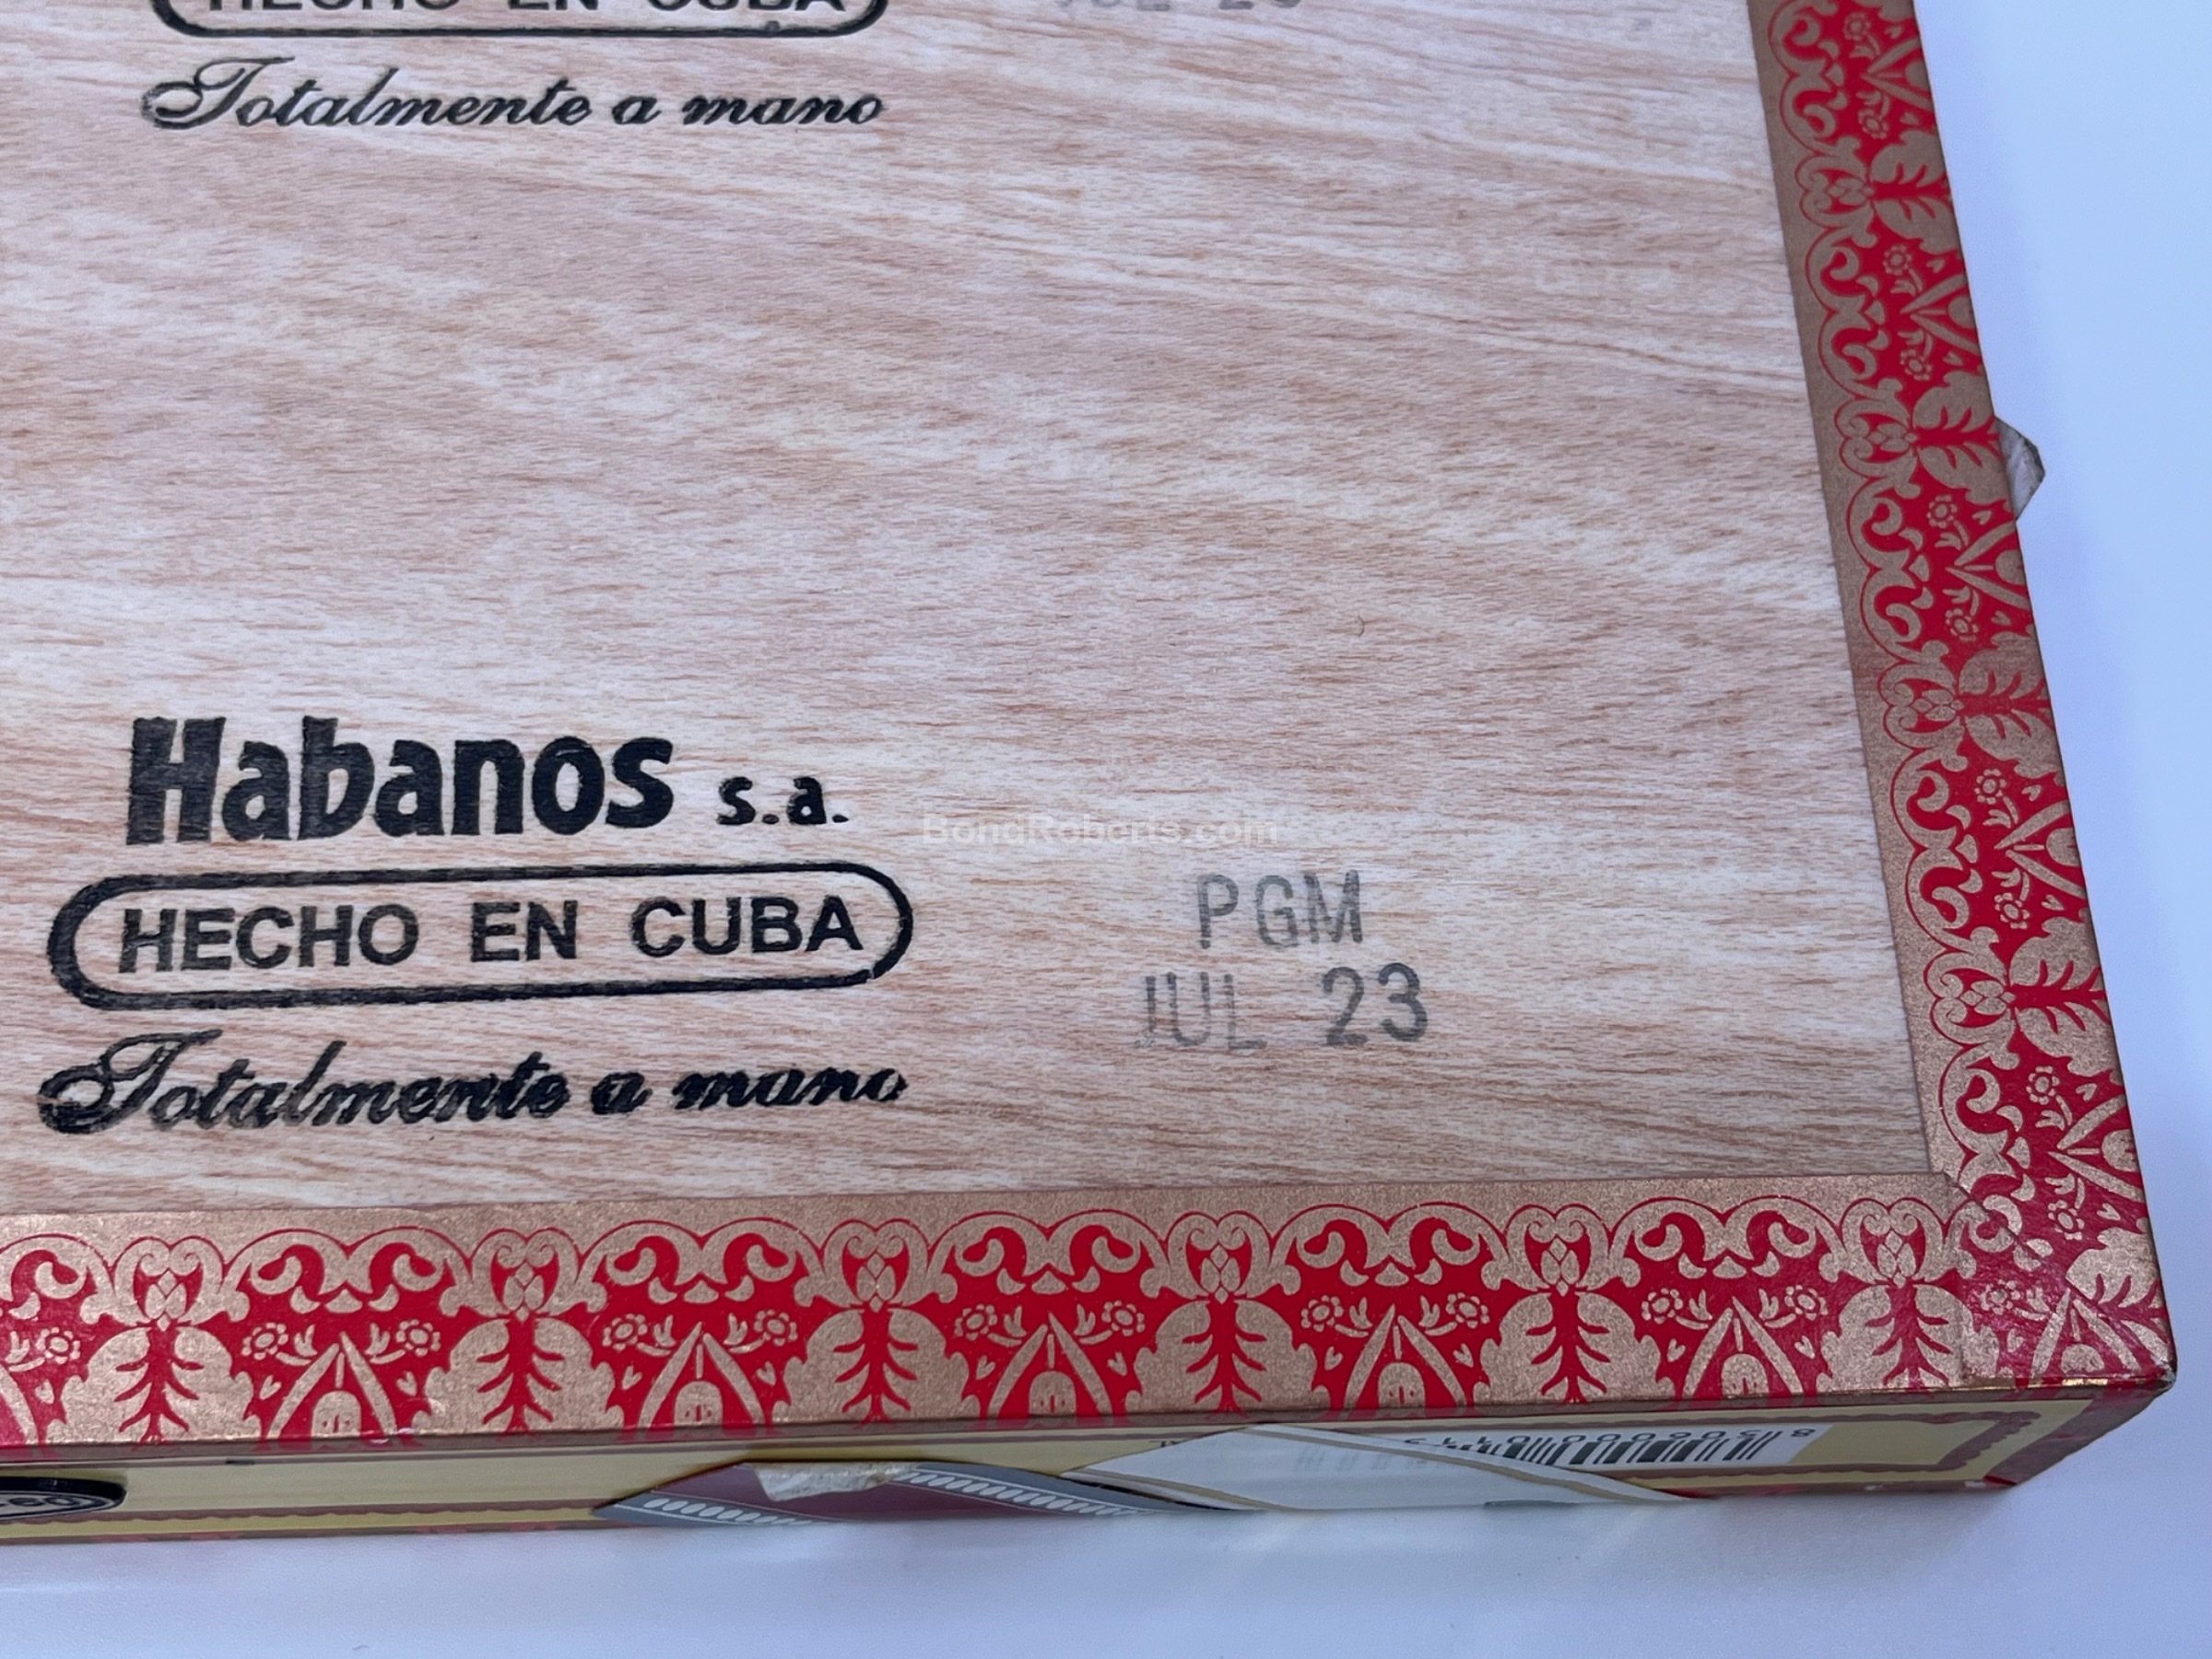 HECHO EN CUBA
Totalmente a mano
Habanos s.a.
BondRoberts.com
HECHO EN CUBA
PGM
JUL 23
Totalmente a mano